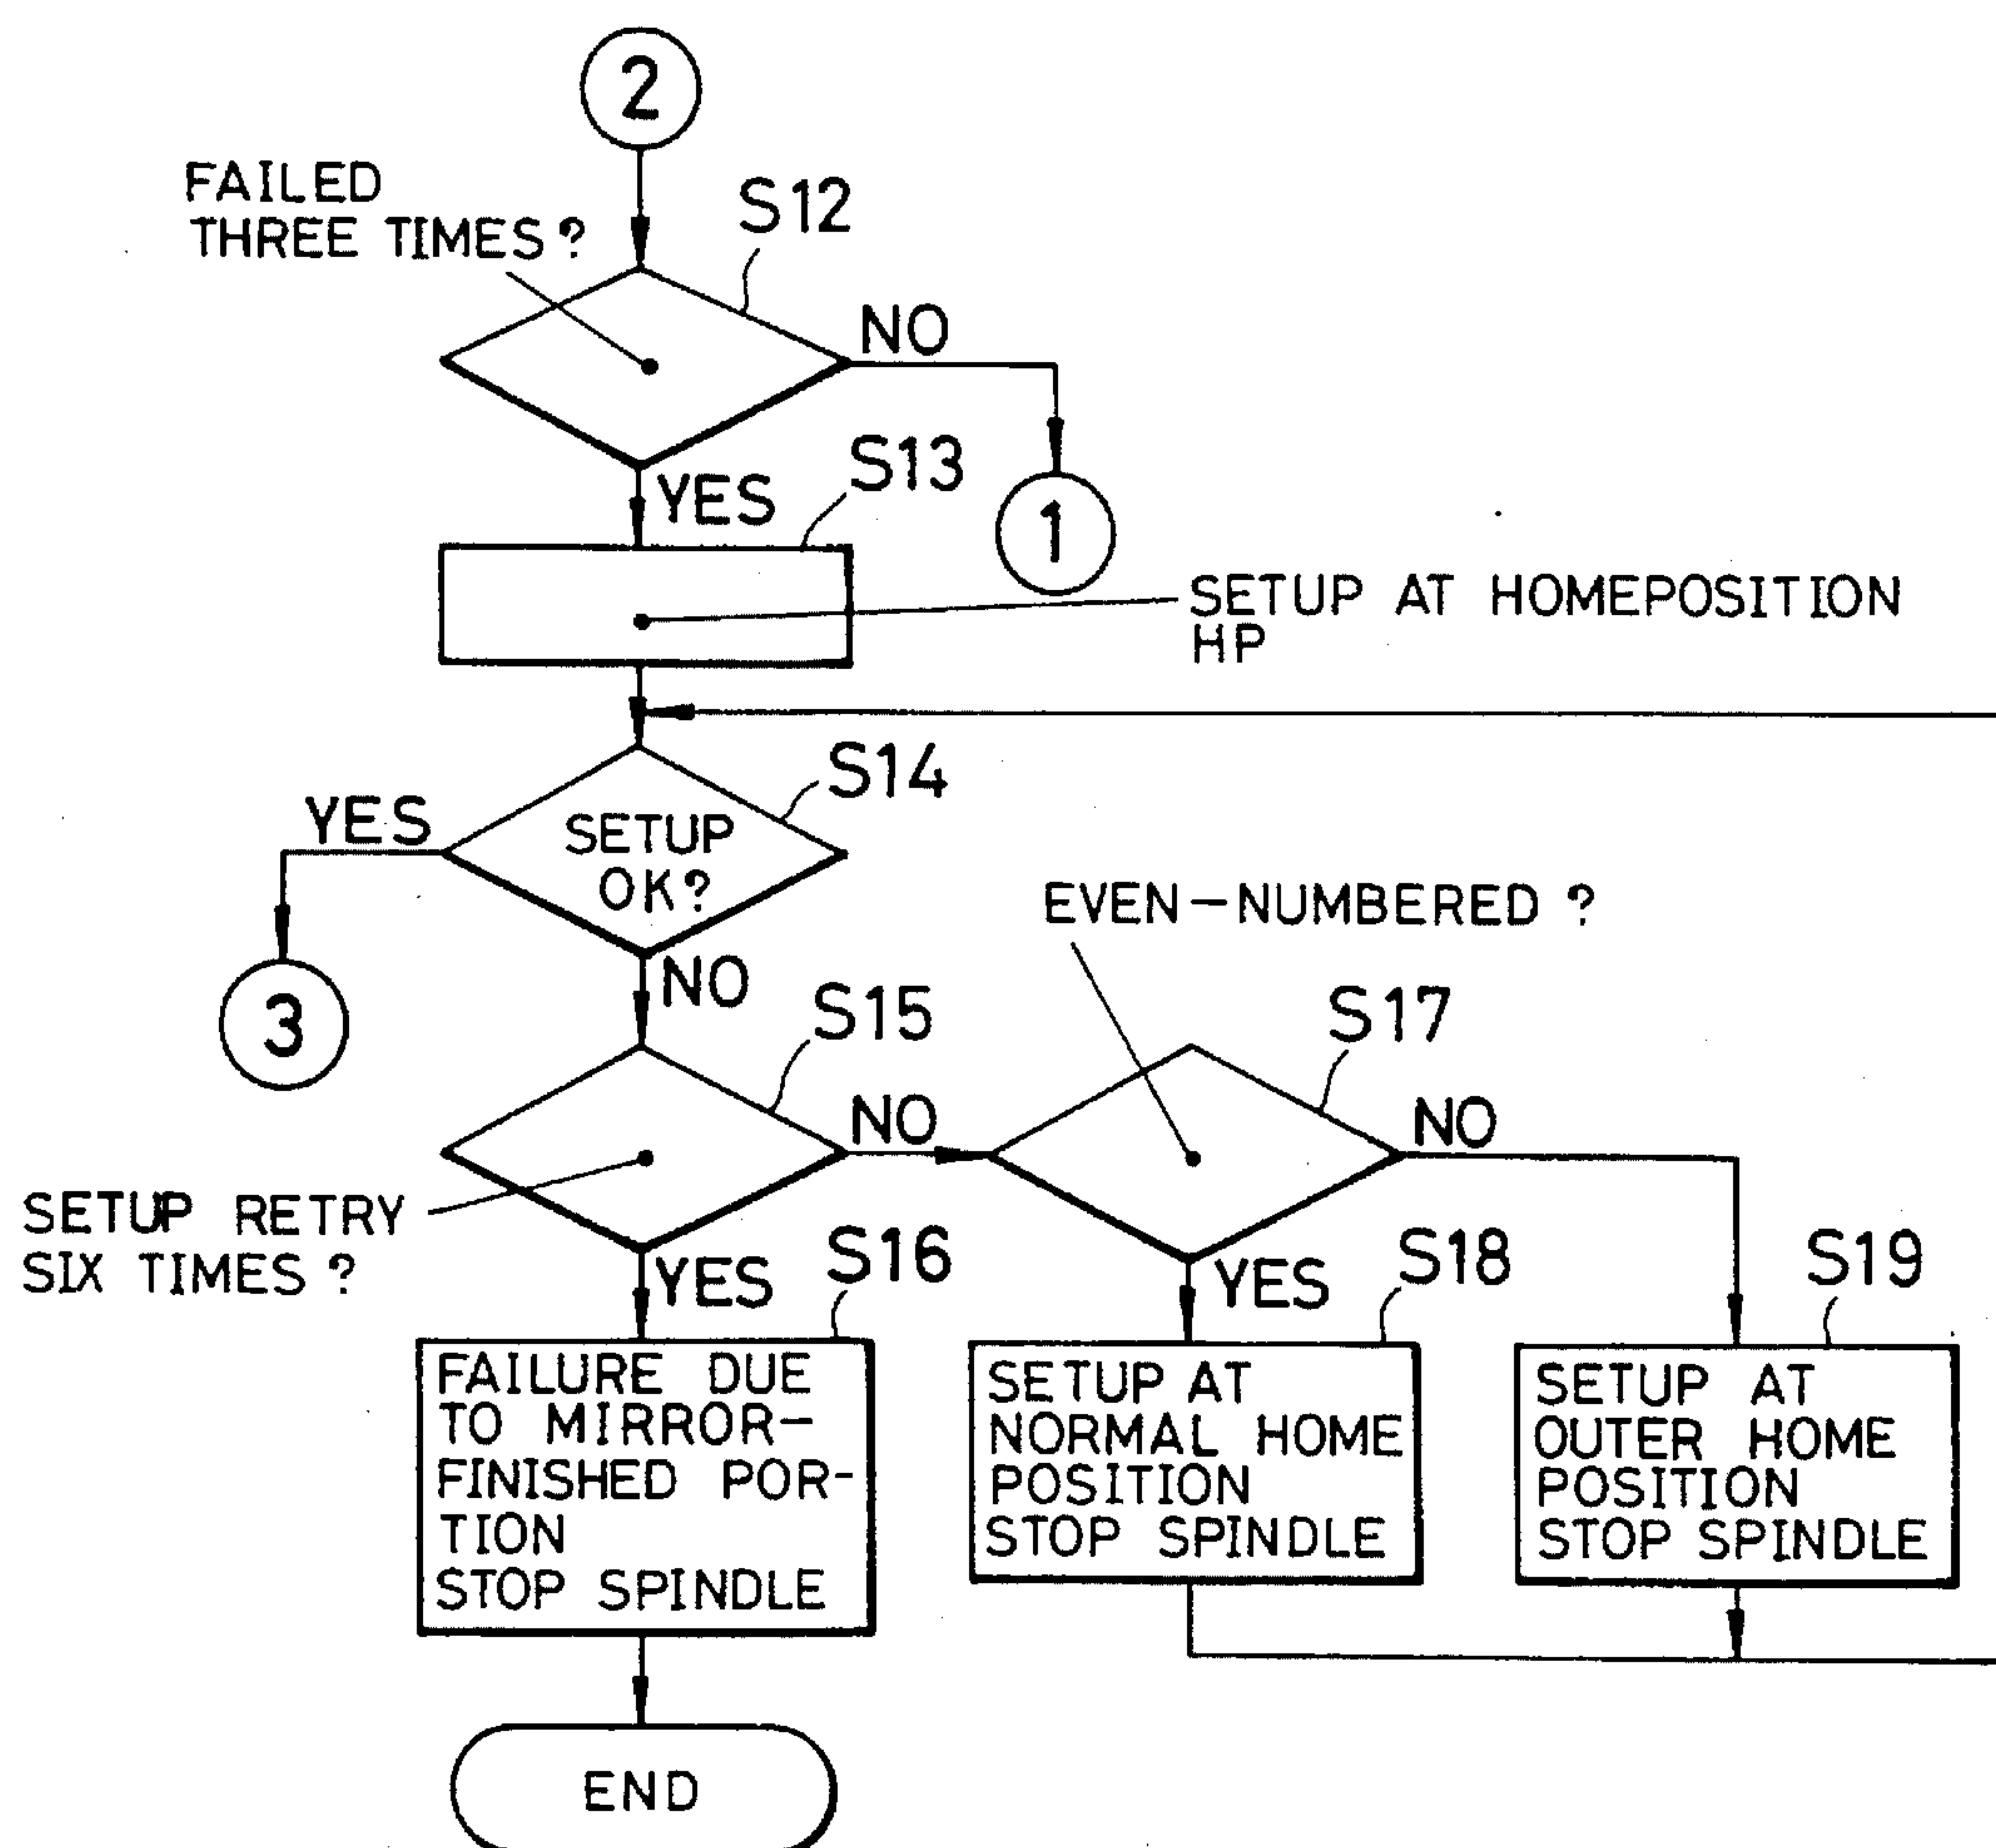 2
FAILED
THREE TIMES?
S12
NO
YES
S13
1
SETUP AT HOMEPOSITION
HP
S14
YES
SETUP
OK?
3
NO
EVEN-NUMBERED ?
S15
S17
NO
NO
SETUP RETRY
SIX TIMES ?
YES
S16
YES
S18
S19
FAILURE DUE
TO MIRROR-
FINISHED POR-
TION
STOP SPINDLE
SETUP AT
NORMAL HOME
POSITION
STOP SPINDLE
SETUP AT
OUTER HOME
POSITION
STOP SPINDLE
END